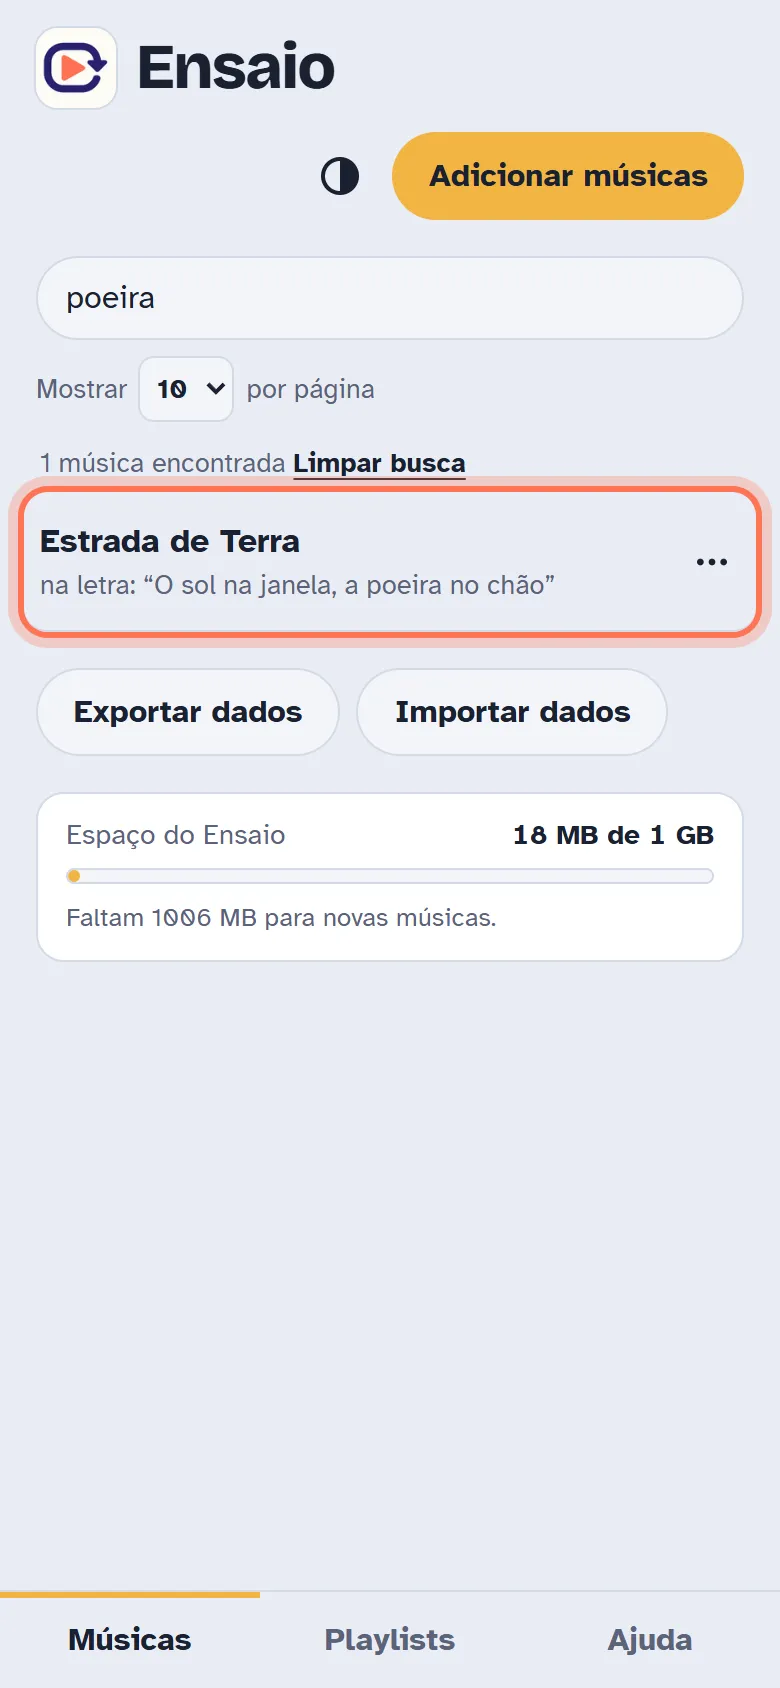 Ensaio
Adicionar músicas
poeira
Mostrar 10 por página
1 música encontrada Limpar busca
Estrada de Terra
na letra: “O sol na janela, a poeira no chão”
Exportar dados Importar dados
Espaço do Ensaio 18 MB de 1 GB
Faltam 1006 MB para novas músicas.
Músicas Playlists Ajuda